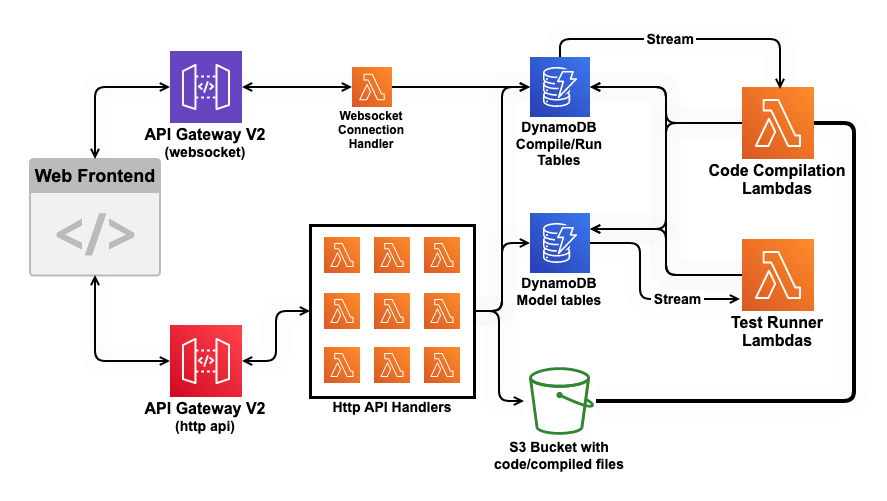 Stream
API Gateway V2
(websocket)
Websocket
Connection
Handler
DynamoDB
Compile/Run
Tables
Code Compilation
Lambdas
Web Frontend
</>
DynamoDB
Model tables
Stream
Test Runner
Lambdas
API Gateway V2
(http api)
Http API Handlers
S3 Bucket with
code/compiled files